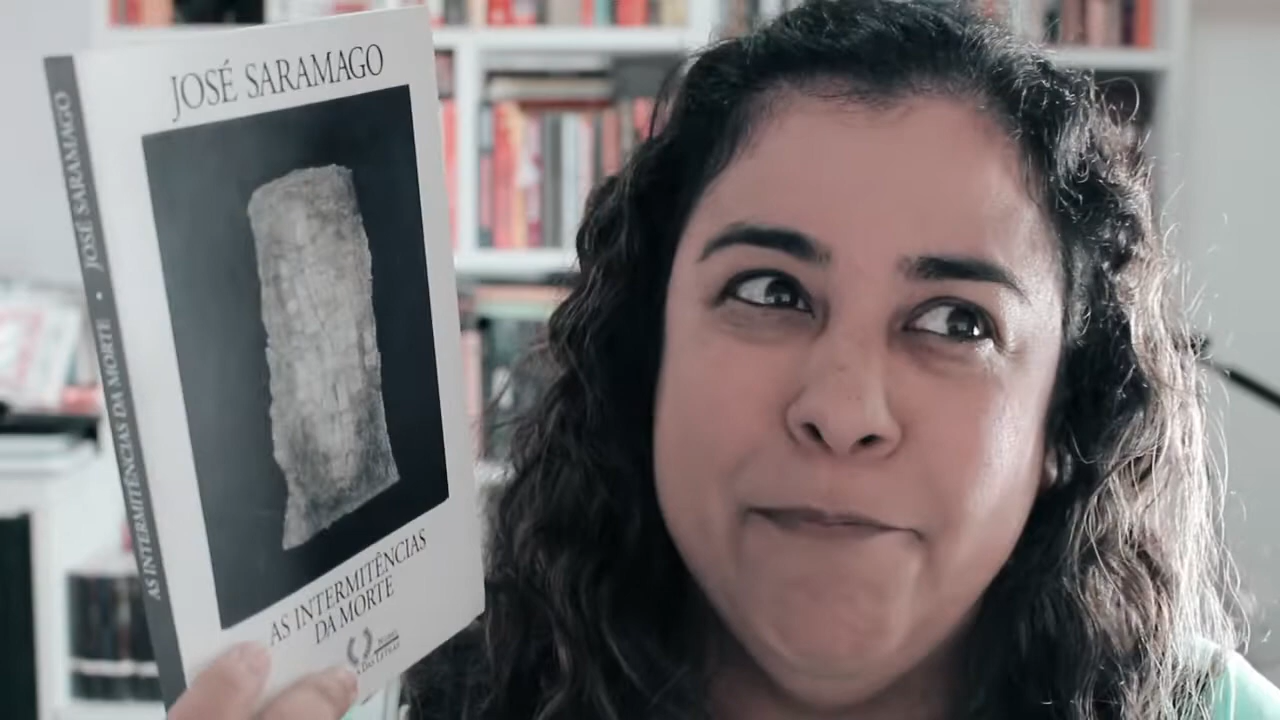 JOSÉ SARAMAGO
AS INTERMITÊNCIAS
DA MORTE
AS INTERMITÊNCIAS DA MORTE • JOSÉ SARAMAGO